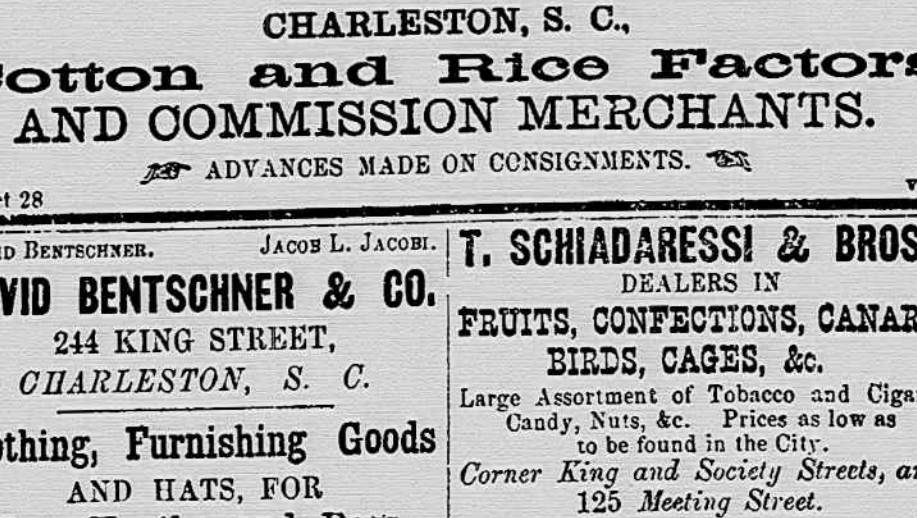 CHARLESTON, S. C.,
otton and Rice Factors
AND COMMISSION MERCHANTS.
ADVANCES MADE ON CONSIGNMENTS.
t 28
ID BENTSCHNER. JACOB L. JACOBI.
VID BENTSCHNER & CO.
244 KING STREET,
CHARLESTON, S. C.
thing, Furnishing Goods
AND HATS, FOR
T. SCHIADARESSI & BROS
DEALERS IN
FRUITS, CONFECTIONS, CANAR
BIRDS, CAGES, &c.
Large Assortment of Tobacco and Ciga
Candy, Nuts, &c. Prices as low as
to be found in the City.
Corner King and Society Streets, a
125 Meeting Street.